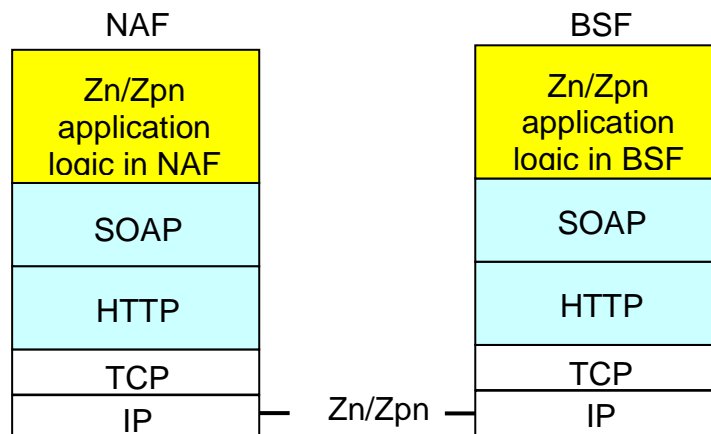 NAF
BSF
Zn/Zpn
application
logic in NAF
Zn/Zpn
application
logic in BSF
SOAP
SOAP
HTTP
HTTP
TCP
TCP
IP
Zn/Zpn
IP